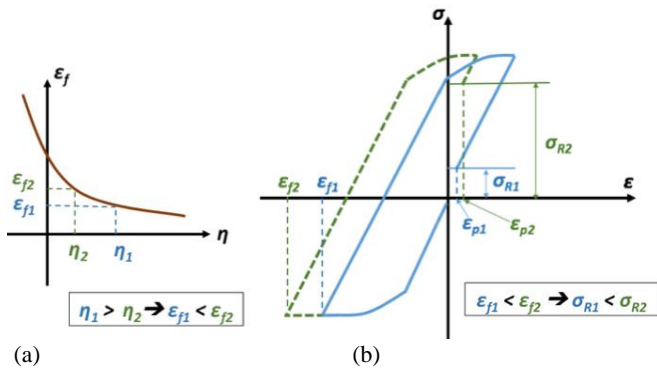 ε_f
ε_f2
ε_f1
η_2
η_1
η
η_1 > η_2 ➔ ε_f1 < ε_f2
(a)
σ
σ_R2
σ_R1
ε_f2
ε_f1
ε
ε_p1
ε_p2
ε_f1 < ε_f2 ➔ σ_R1 < σ_R2
(b)